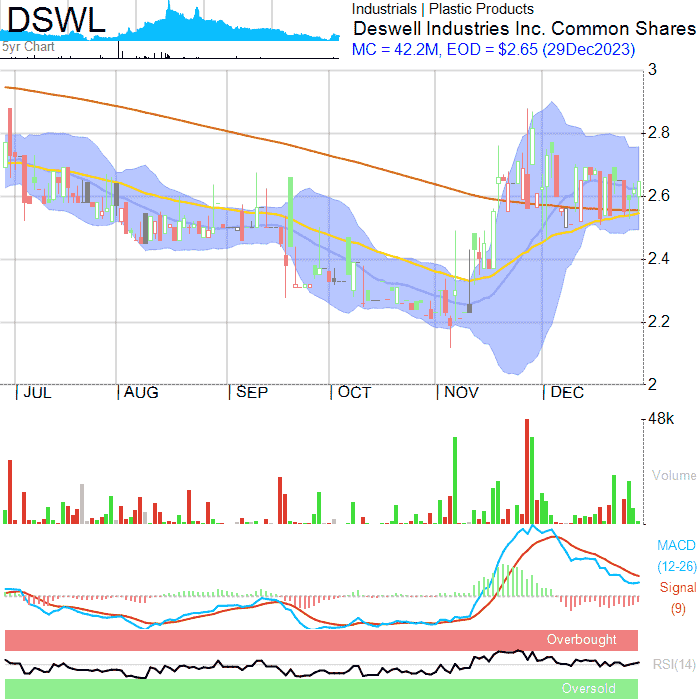 DSWL
5yr Chart
Industrials | Plastic Products
Deswell Industries Inc. Common Shares
MC = 42.2M, EOD = $2.65 (29Dec2023)
3
2.8
2.6
2.4
2.2
2
JUL AUG SEP OCT NOV DEC
48k
Volume
MACD
(12-26)
Signal
(9)
Overbought
RSI(14)
Oversold